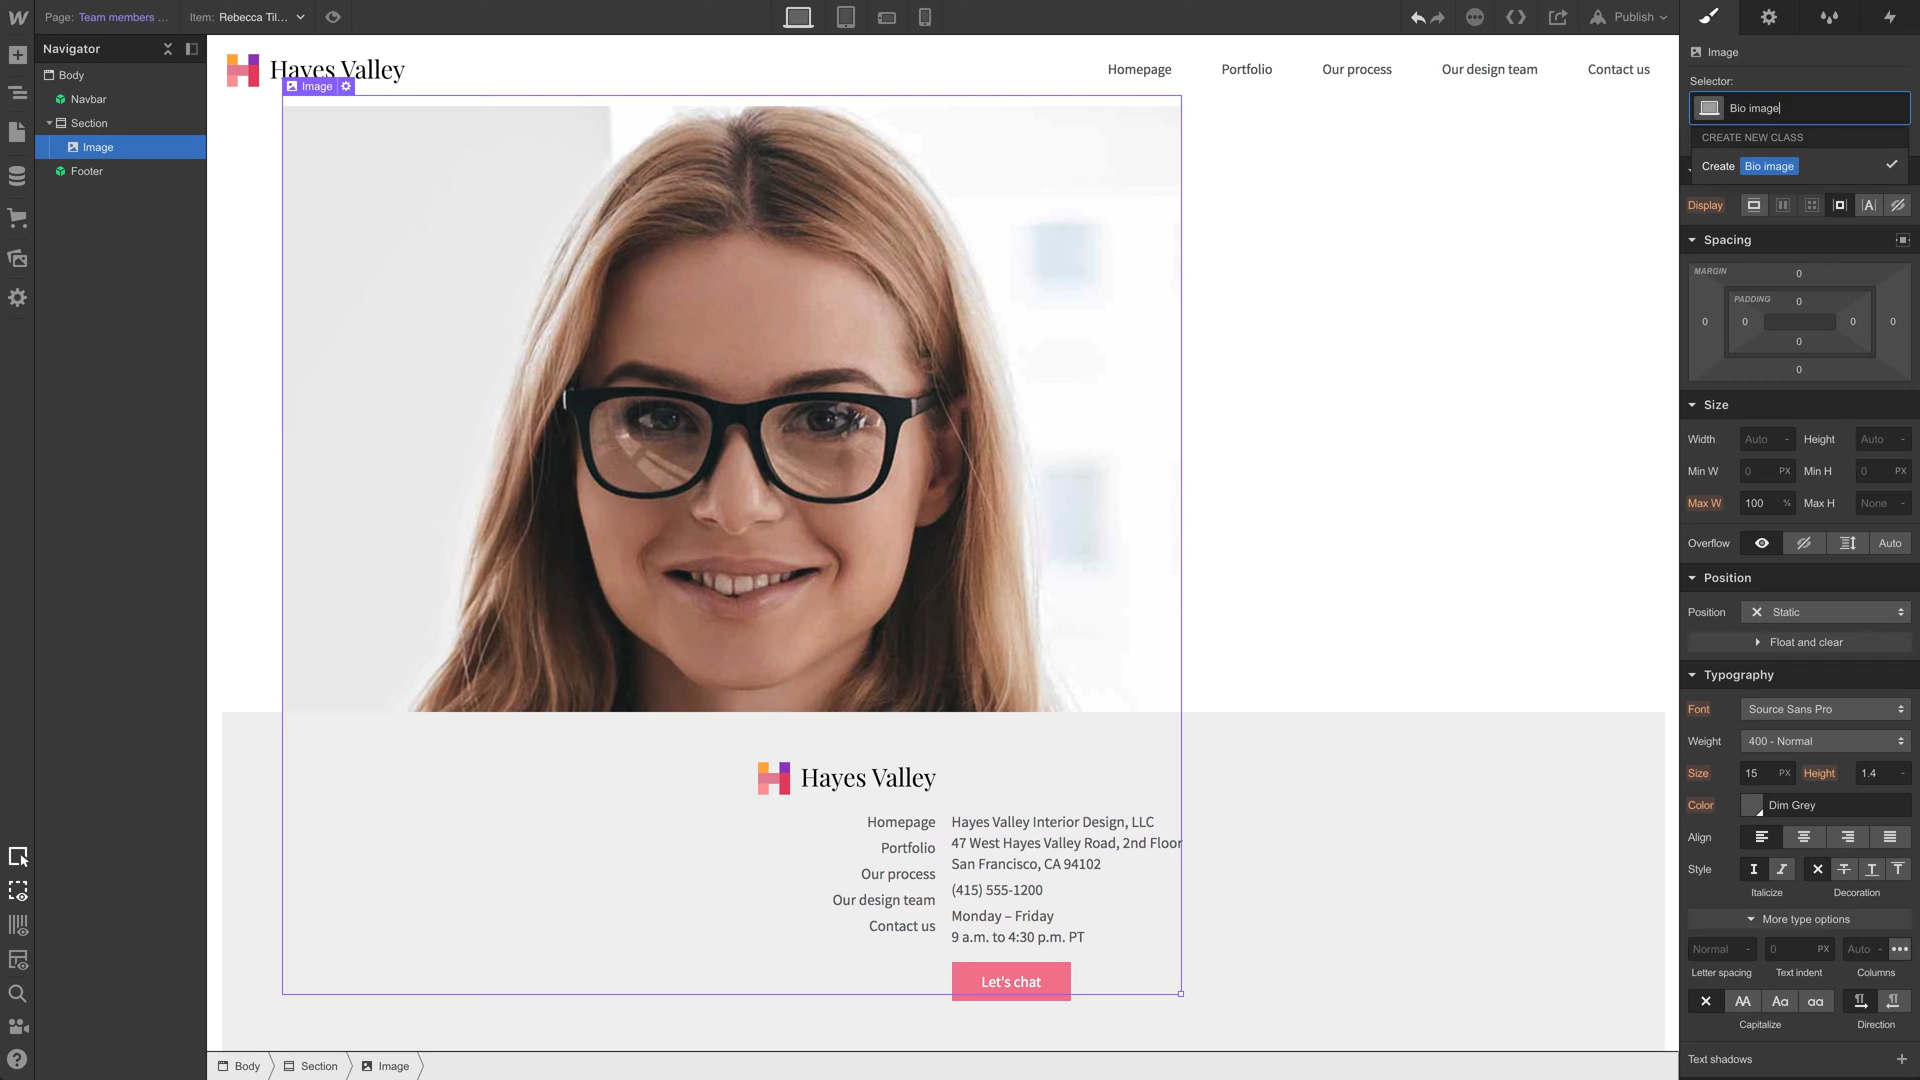 Page: Team members ...
Item: Rebecca Til...
Publish
Navigator
Body
Navbar
Section
Image
Footer
Hayes Valley
Homepage
Portfolio
Our process
Our design team
Contact us
Image
Hayes Valley
Homepage
Portfolio
Our process
Our design team
Contact us
Hayes Valley Interior Design, LLC
47 West Hayes Valley Road, 2nd Floor
San Francisco, CA 94102
(415) 555-1200
Monday – Friday
9 a.m. to 4:30 p.m. PT
Let's chat
Body
Section
Image
Image
Selector:
Bio image
CREATE NEW CLASS
Create Bio image
Display
Spacing
MARGIN
0
PADDING
0
0 0 0 0
0
0
Size
Width Auto - Height Auto -
Min W 0 PX Min H 0 PX
Max W 100 % Max H None -
Overflow Auto
Position
Position Static
Float and clear
Typography
Font Source Sans Pro
Weight 400 - Normal
Size 15 PX Height 1.4 -
Color Dim Grey
Align
Style
Italicize Decoration
More type options
Normal - 0 PX Auto -
Letter spacing Text indent Columns
AA Aa aa
Capitalize Direction
Text shadows